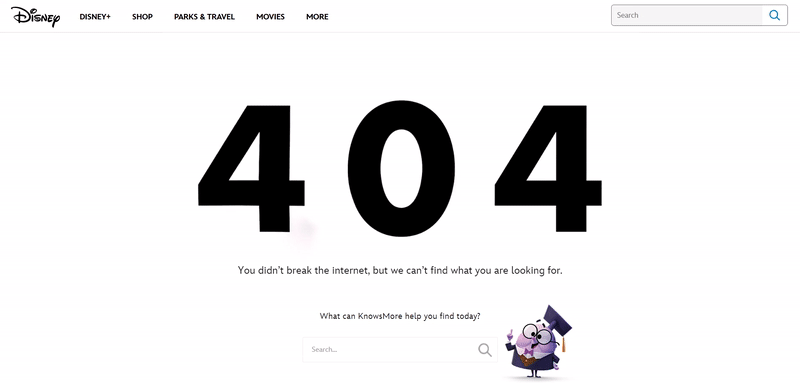 Disney DISNEY+ SHOP PARKS & TRAVEL MOVIES MORE Search
404
You didn't break the internet, but we can't find what you are looking for.
What can KnowsMore help you find today?
Search...